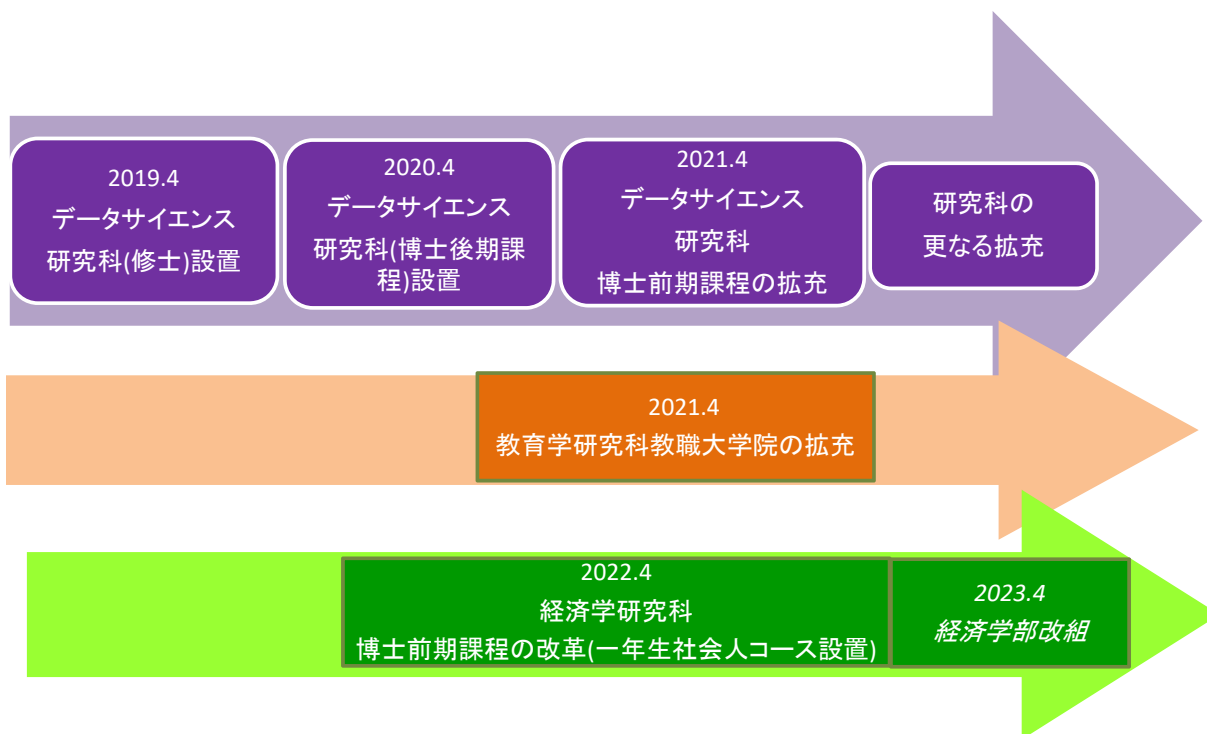 2019.4
データサイエンス
研究科(修士)設置
2020.4
データサイエンス
研究科(博士後期課
程)設置
2021.4
データサイエンス
研究科
博士前期課程の拡充
研究科の
更なる拡充
2021.4
教育学研究科教職大学院の拡充
2022.4
経済学研究科
博士前期課程の改革(一年生社会人コース設置)
2023.4
経済学部改組